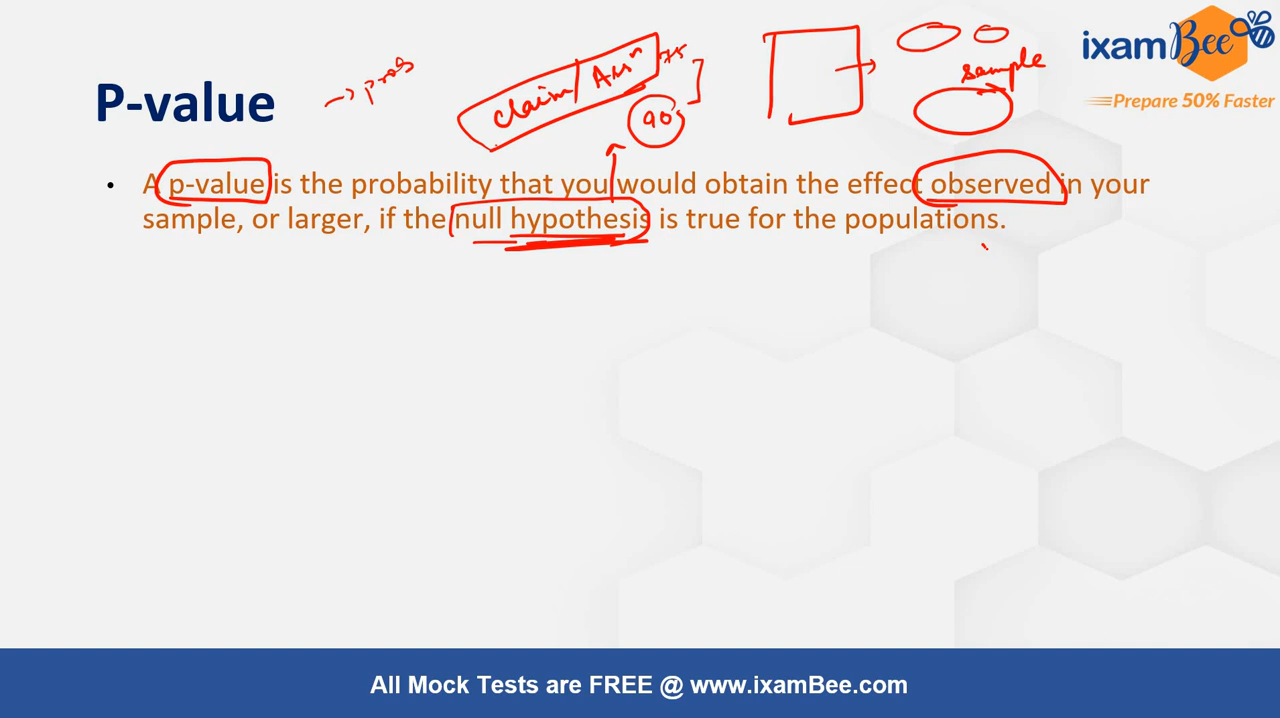 ixamBee
Prepare 50% Faster
P-value
→ prob
claim/Assⁿ
75
90
sample
• A p-value is the probability that you would obtain the effect observed in your
sample, or larger, if the null hypothesis is true for the populations.
All Mock Tests are FREE @ www.ixamBee.com